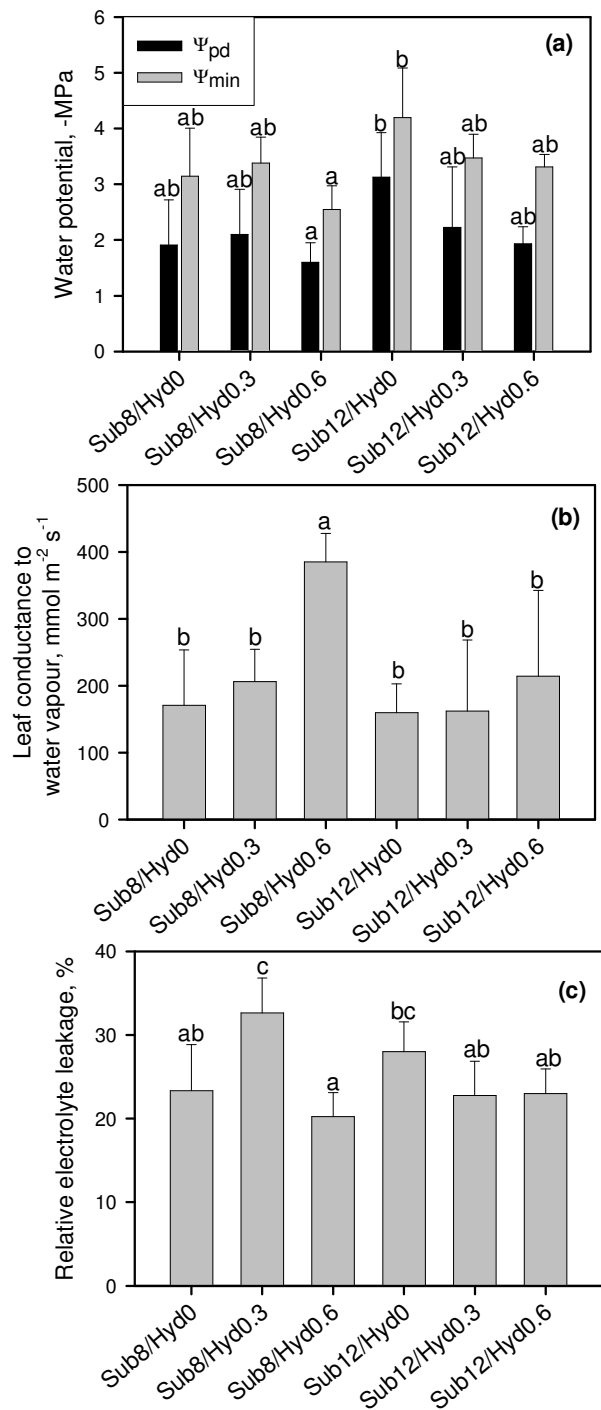 (a)
Ψpd
Ψmin
Water potential, -MPa
6
5
4
3
2
1
0
ab
ab
ab
ab
a
a
b
b
ab
ab
ab
ab
Sub8/Hyd0
Sub8/Hyd0.3
Sub8/Hyd0.6
Sub12/Hyd0
Sub12/Hyd0.3
Sub12/Hyd0.6
(b)
Leaf conductance to
water vapour, mmol m-2 s-1
500
400
300
200
100
0
b
b
a
b
b
b
Sub8/Hyd0
Sub8/Hyd0.3
Sub8/Hyd0.6
Sub12/Hyd0
Sub12/Hyd0.3
Sub12/Hyd0.6
(c)
Relative electrolyte leakage, %
40
30
20
10
0
ab
c
a
bc
ab
ab
Sub8/Hyd0
Sub8/Hyd0.3
Sub8/Hyd0.6
Sub12/Hyd0
Sub12/Hyd0.3
Sub12/Hyd0.6